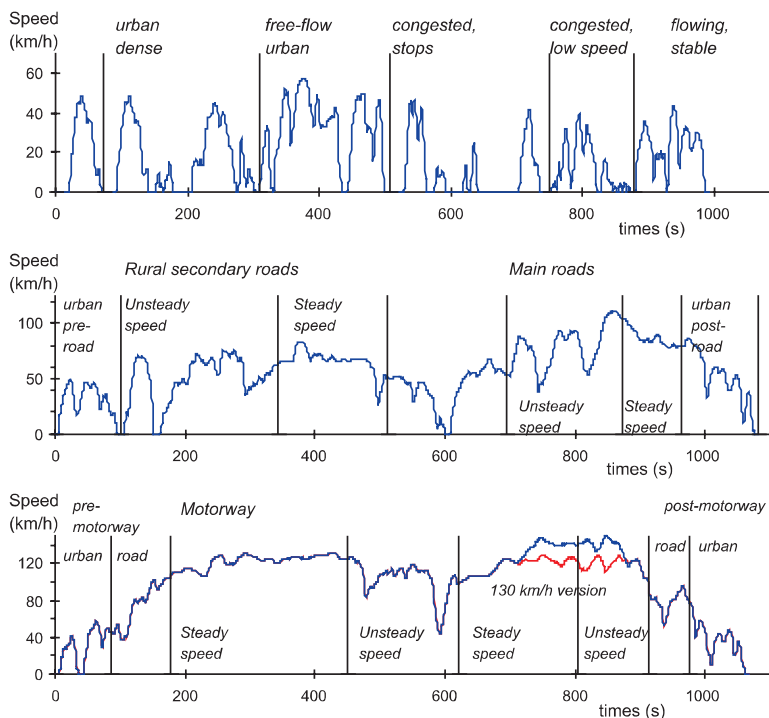 Speed
(km/h)
urban
dense
free-flow
urban
congested,
stops
congested,
low speed
flowing,
stable
60
40
20
0
0 200 400 600 800 1000
times (s)
Speed
(km/h)
Rural secondary roads
Main roads
urban
pre-
road
Unsteady
speed
Steady
speed
urban
post-
road
100
50
0
Unsteady
speed
Steady
speed
0 200 400 600 800 1000
times (s)
Speed
(km/h)
pre-
motorway
Motorway
post-motorway
urban
road
road
urban
120
80
40
0
130 km/h version
Steady
speed
Unsteady
speed
Steady
speed
Unsteady
speed
0 200 400 600 800 1000
times (s)